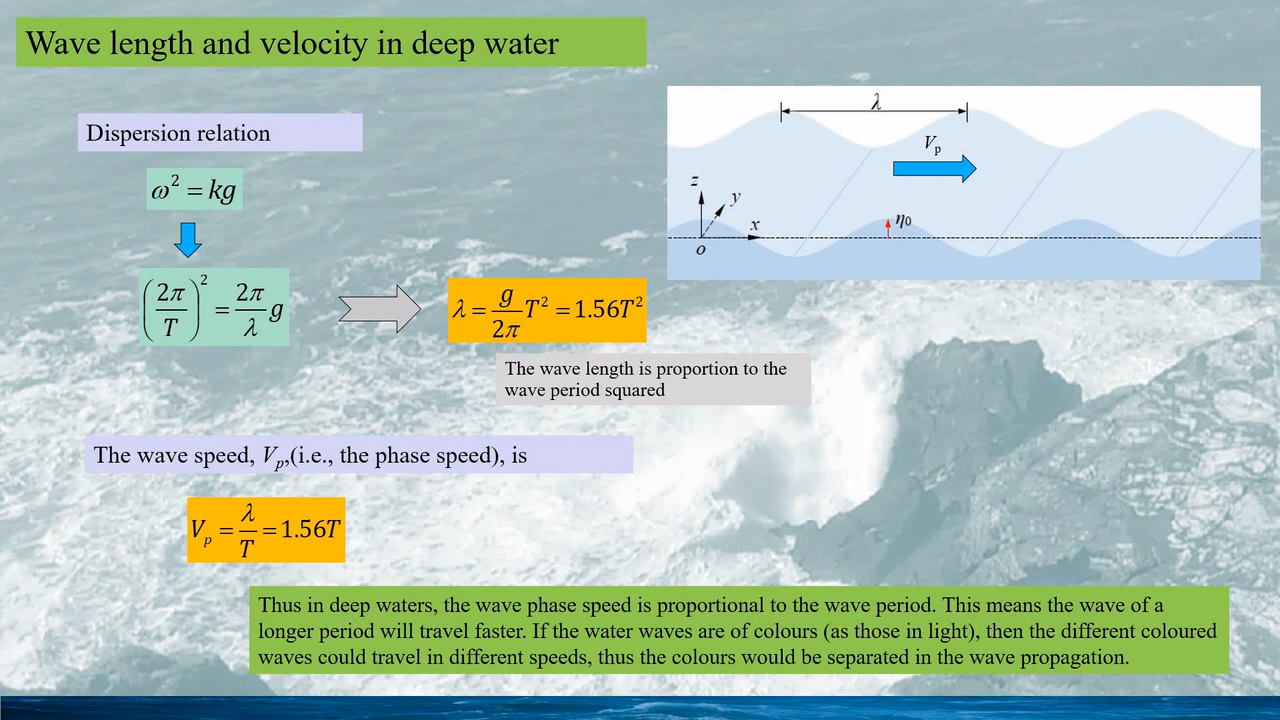 Wave length and velocity in deep water
Dispersion relation
ω² = kg
(2π/T)² = 2π/λ g
λ = g/2π T² = 1.56T²
The wave length is proportion to the
wave period squared
λ
Vₚ
z
y
x
o
η0
The wave speed, Vₚ,(i.e., the phase speed), is
Vₚ = λ/T = 1.56T
Thus in deep waters, the wave phase speed is proportional to the wave period. This means the wave of a
longer period will travel faster. If the water waves are of colours (as those in light), then the different coloured
waves could travel in different speeds, thus the colours would be separated in the wave propagation.